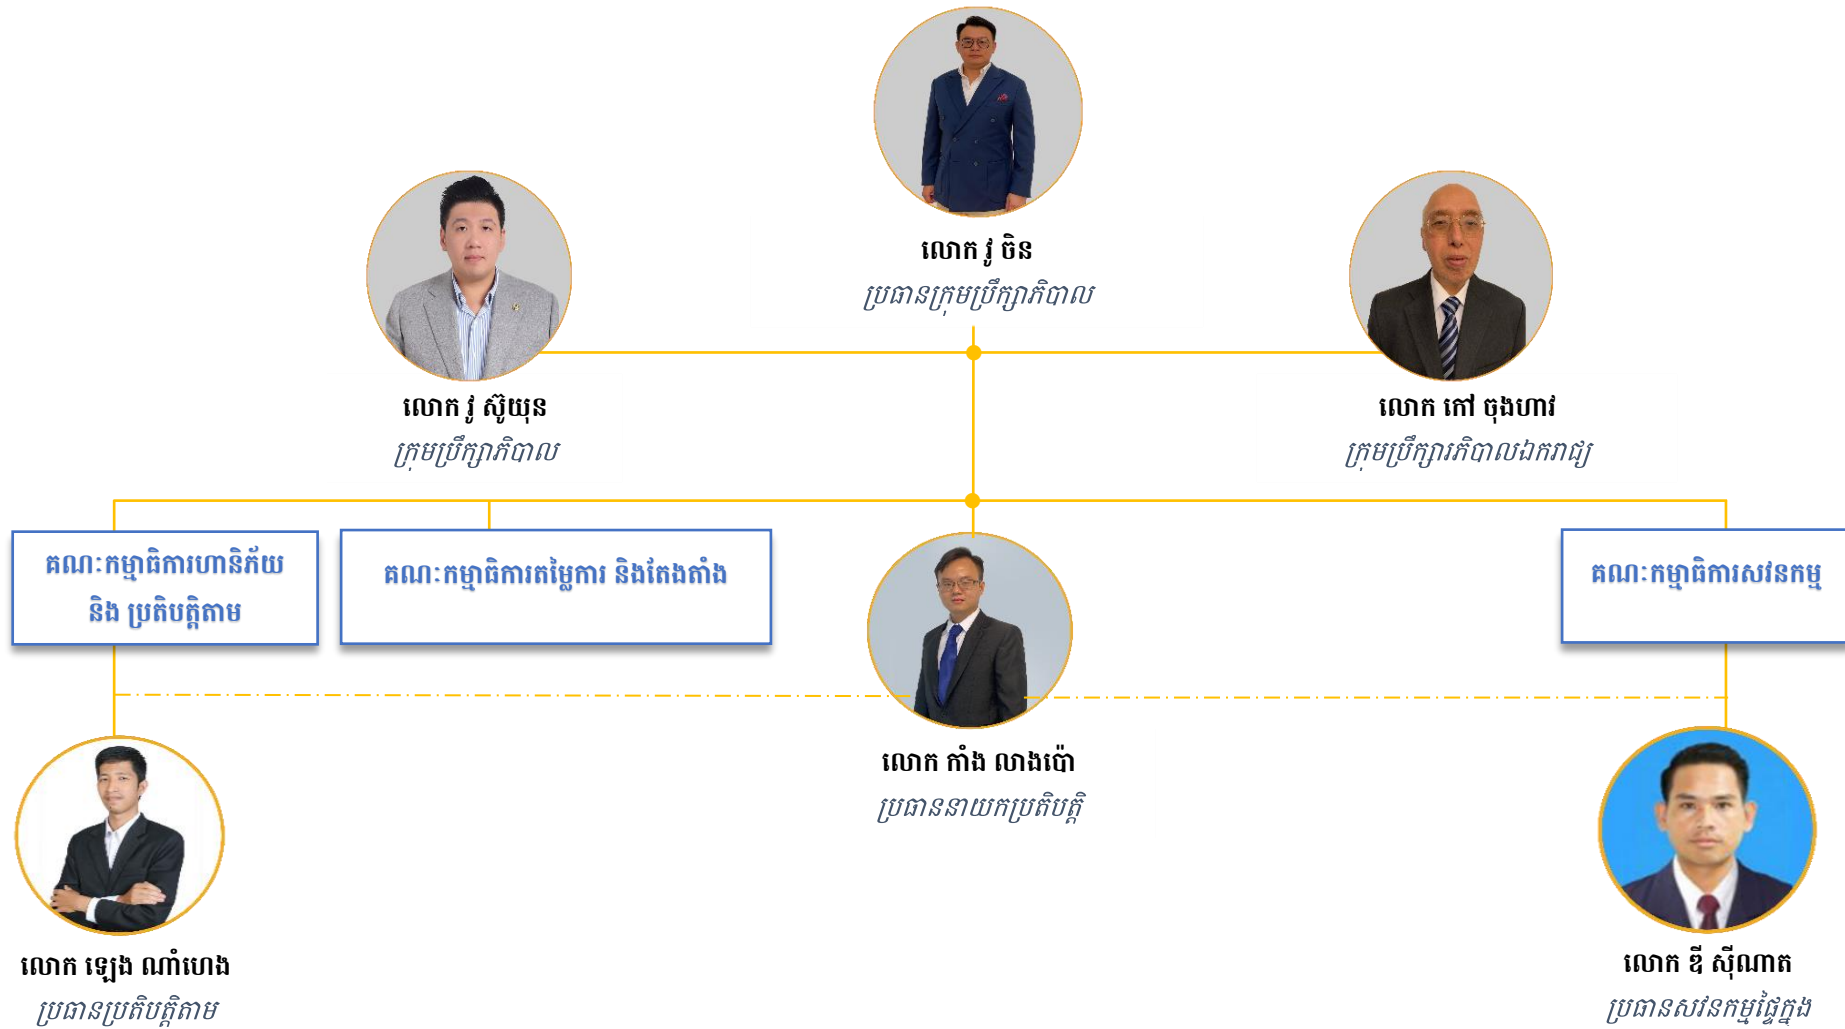 លោក វូ ចិន
ប្រធានក្រុមប្រឹក្សាភិបាល
លោក វូ ស៊ូយុន
ក្រុមប្រឹក្សាភិបាល
លោក កៅ ចុងហាវ
ក្រុមប្រឹក្សារភិបាលឯករាជ្យ
គណៈកម្មាធិការហានិភ័យ
និង ប្រតិបត្តិតាម
គណៈកម្មាធិការតម្លៃការ និងតែងតាំង
គណៈកម្មាធិការសវនកម្ម
លោក កាំង លាងប៉ោ
ប្រធាននាយកប្រតិបត្តិ
លោក ឡេង ណាំហេង
ប្រធានប្រតិបត្តិតាម
លោក ឌី ស៊ីណាត
ប្រធានសវនកម្មផ្ទៃក្នុង